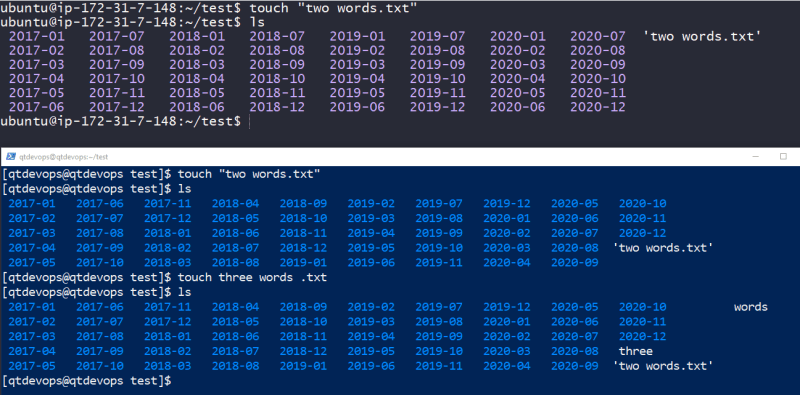 ubuntu@ip-172-31-7-148:~/test$ touch "two words.txt"
ubuntu@ip-172-31-7-148:~/test$ ls
2017-01 2017-07 2018-01 2018-07 2019-01 2019-07 2020-01 2020-07 'two words.txt'
2017-02 2017-08 2018-02 2018-08 2019-02 2019-08 2020-02 2020-08
2017-03 2017-09 2018-03 2018-09 2019-03 2019-09 2020-03 2020-09
2017-04 2017-10 2018-04 2018-10 2019-04 2019-10 2020-04 2020-10
2017-05 2017-11 2018-05 2018-11 2019-05 2019-11 2020-05 2020-11
2017-06 2017-12 2018-06 2018-12 2019-06 2019-12 2020-06 2020-12
ubuntu@ip-172-31-7-148:~/test$
qtdevops@qtdevops:~/test
[qtdevops@qtdevops test]$ touch "two words.txt"
[qtdevops@qtdevops test]$ ls
2017-01 2017-06 2017-11 2018-04 2018-09 2019-02 2019-07 2019-12 2020-05 2020-10
2017-02 2017-07 2017-12 2018-05 2018-10 2019-03 2019-08 2020-01 2020-06 2020-11
2017-03 2017-08 2018-01 2018-06 2018-11 2019-04 2019-09 2020-02 2020-07 2020-12
2017-04 2017-09 2018-02 2018-07 2018-12 2019-05 2019-10 2020-03 2020-08 'two words.txt'
2017-05 2017-10 2018-03 2018-08 2019-01 2019-06 2019-11 2020-04 2020-09
[qtdevops@qtdevops test]$ touch three words .txt
[qtdevops@qtdevops test]$ ls
2017-01 2017-06 2017-11 2018-04 2018-09 2019-02 2019-07 2019-12 2020-05 2020-10 words
2017-02 2017-07 2017-12 2018-05 2018-10 2019-03 2019-08 2020-01 2020-06 2020-11
2017-03 2017-08 2018-01 2018-06 2018-11 2019-04 2019-09 2020-02 2020-07 2020-12
2017-04 2017-09 2018-02 2018-07 2018-12 2019-05 2019-10 2020-03 2020-08 three
2017-05 2017-10 2018-03 2018-08 2019-01 2019-06 2019-11 2020-04 2020-09 'two words.txt'
[qtdevops@qtdevops test]$